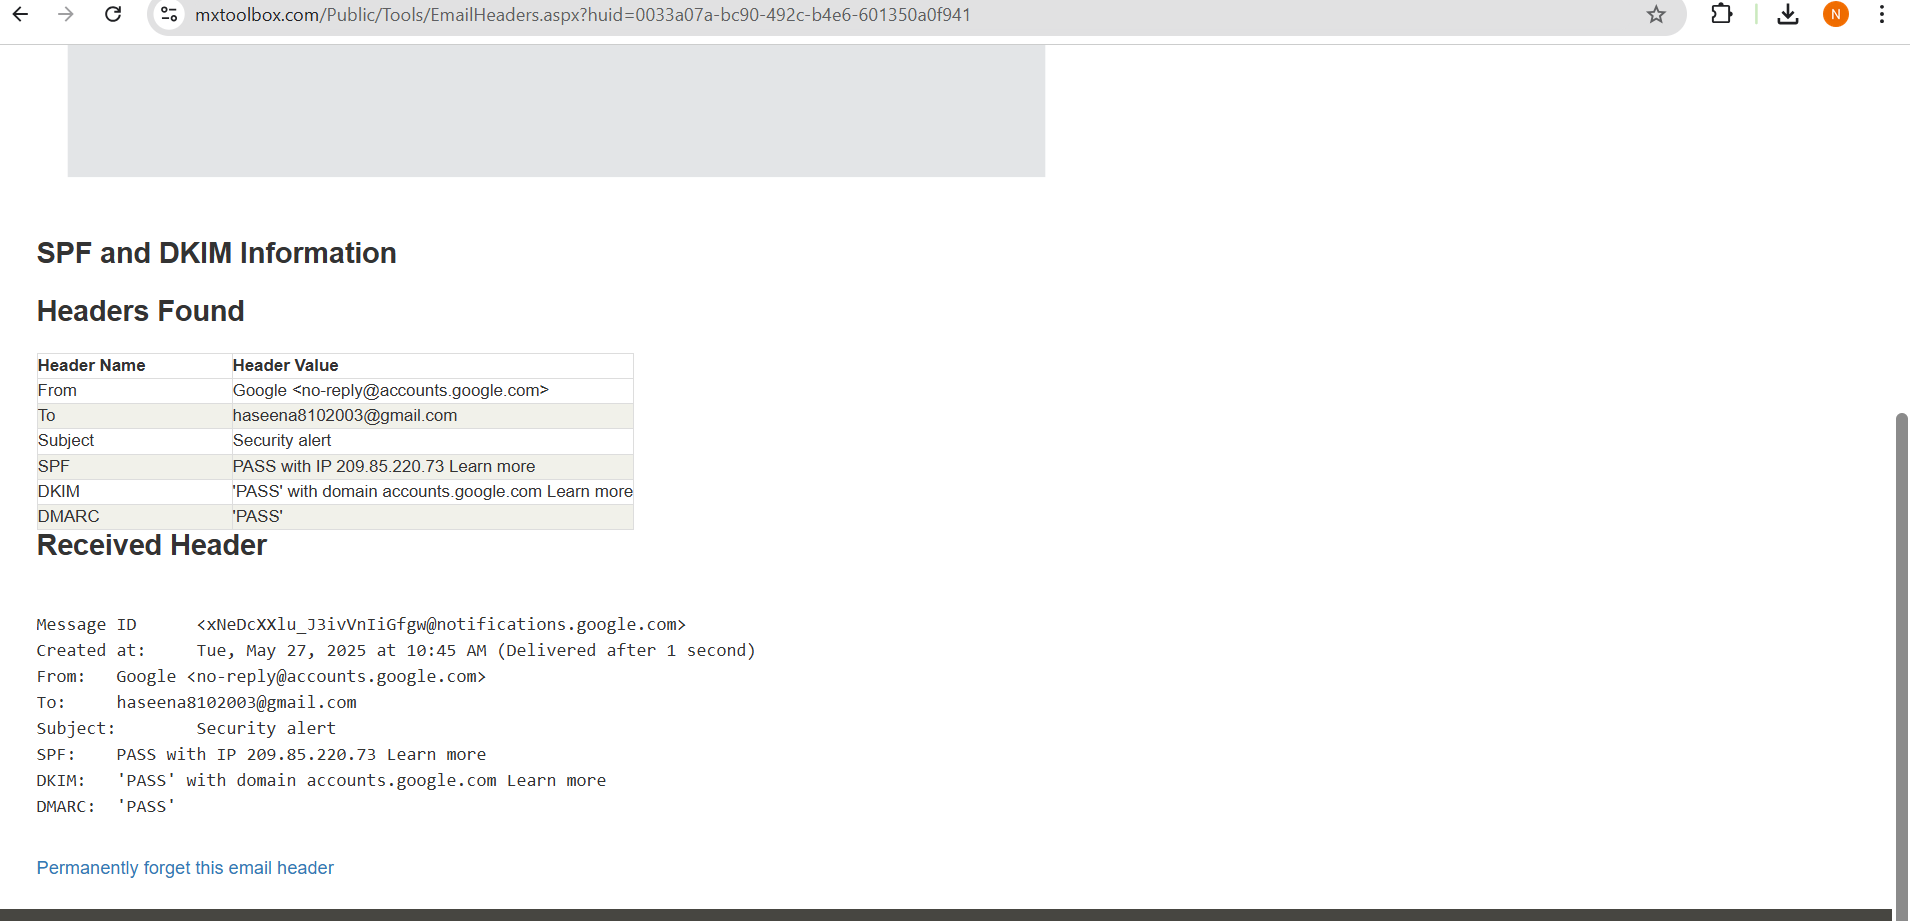 mxtoolbox.com/Public/Tools/EmailHeaders.aspx?huid=0033a07a-bc90-492c-b4e6-601350a0f941
N
SPF and DKIM Information
Headers Found
Header Name Header Value
From Google <no-reply@accounts.google.com>
To haseena8102003@gmail.com
Subject Security alert
SPF PASS with IP 209.85.220.73 Learn more
DKIM 'PASS' with domain accounts.google.com Learn more
DMARC 'PASS'
Received Header
Message ID <xNeDcXXlu_J3ivVnIiGfgw@notifications.google.com>
Created at: Tue, May 27, 2025 at 10:45 AM (Delivered after 1 second)
From: Google <no-reply@accounts.google.com>
To: haseena8102003@gmail.com
Subject: Security alert
SPF: PASS with IP 209.85.220.73 Learn more
DKIM: 'PASS' with domain accounts.google.com Learn more
DMARC: 'PASS'
Permanently forget this email header